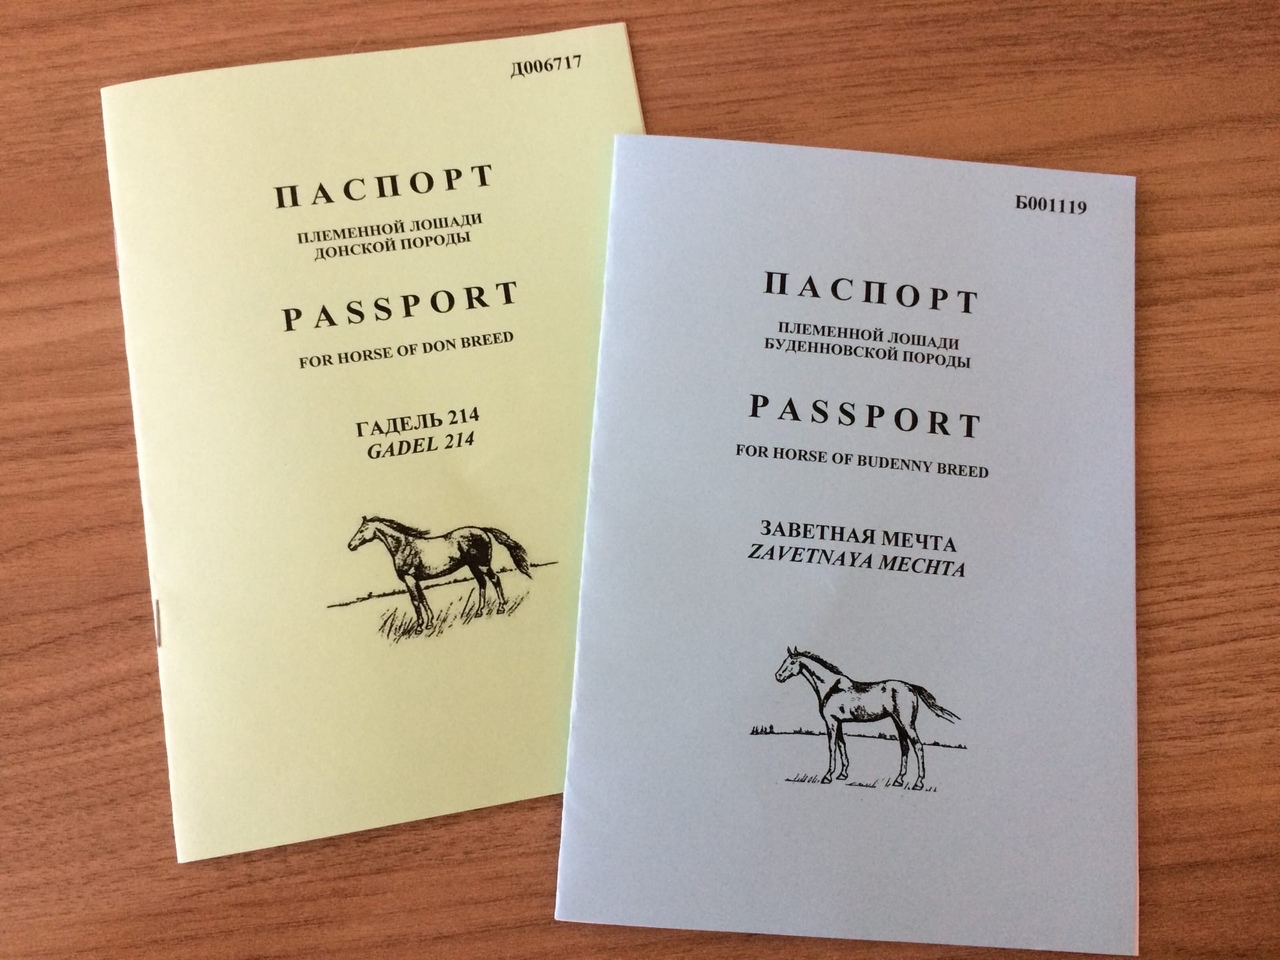 Д006717
ПАСПОРТ
ПЛЕМЕННОЙ ЛОШАДИ
ДОНСКОЙ ПОРОДЫ
PASSPORT
FOR HORSE OF DON BREED
ГАДЕЛЬ 214
GADEL 214
Б001119
ПАСПОРТ
ПЛЕМЕННОЙ ЛОШАДИ
БУДЕННОВСКОЙ ПОРОДЫ
PASSPORT
FOR HORSE OF BUDENNY BREED
ЗАВЕТНАЯ МЕЧТА
ZAVETNAYA MECHTA